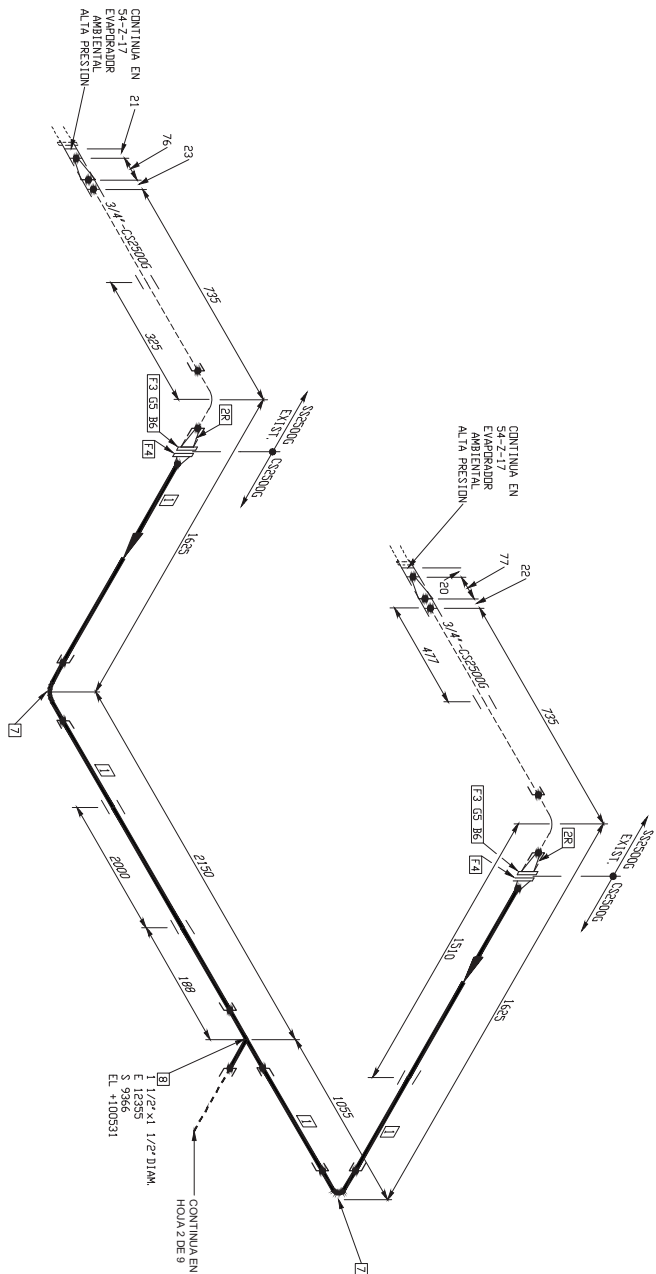 CONTINUA EN
54-Z-17
EVAPORADOR
AMBIENTAL
ALTA PRESION
21
76
23
3/4"-CS2500G
735
325
SS2500G
EXIST.
CS2500G
2R
F3 G5 B6
F4
1
1625
7
1
2150
2000
188
CONTINUA EN
54-Z-17
EVAPORADOR
AMBIENTAL
ALTA PRESION
20
77
22
3/4"-CS2500G
735
477
SS2500G
EXIST.
CS2500G
2R
F3 G5 B6
F4
1510
1625
1
1
1055
7
8
1 1/2"x1 1/2"DIAM.
E 12355
S 9366
EL +100531
CONTINUA EN
HOJA 2 DE 9